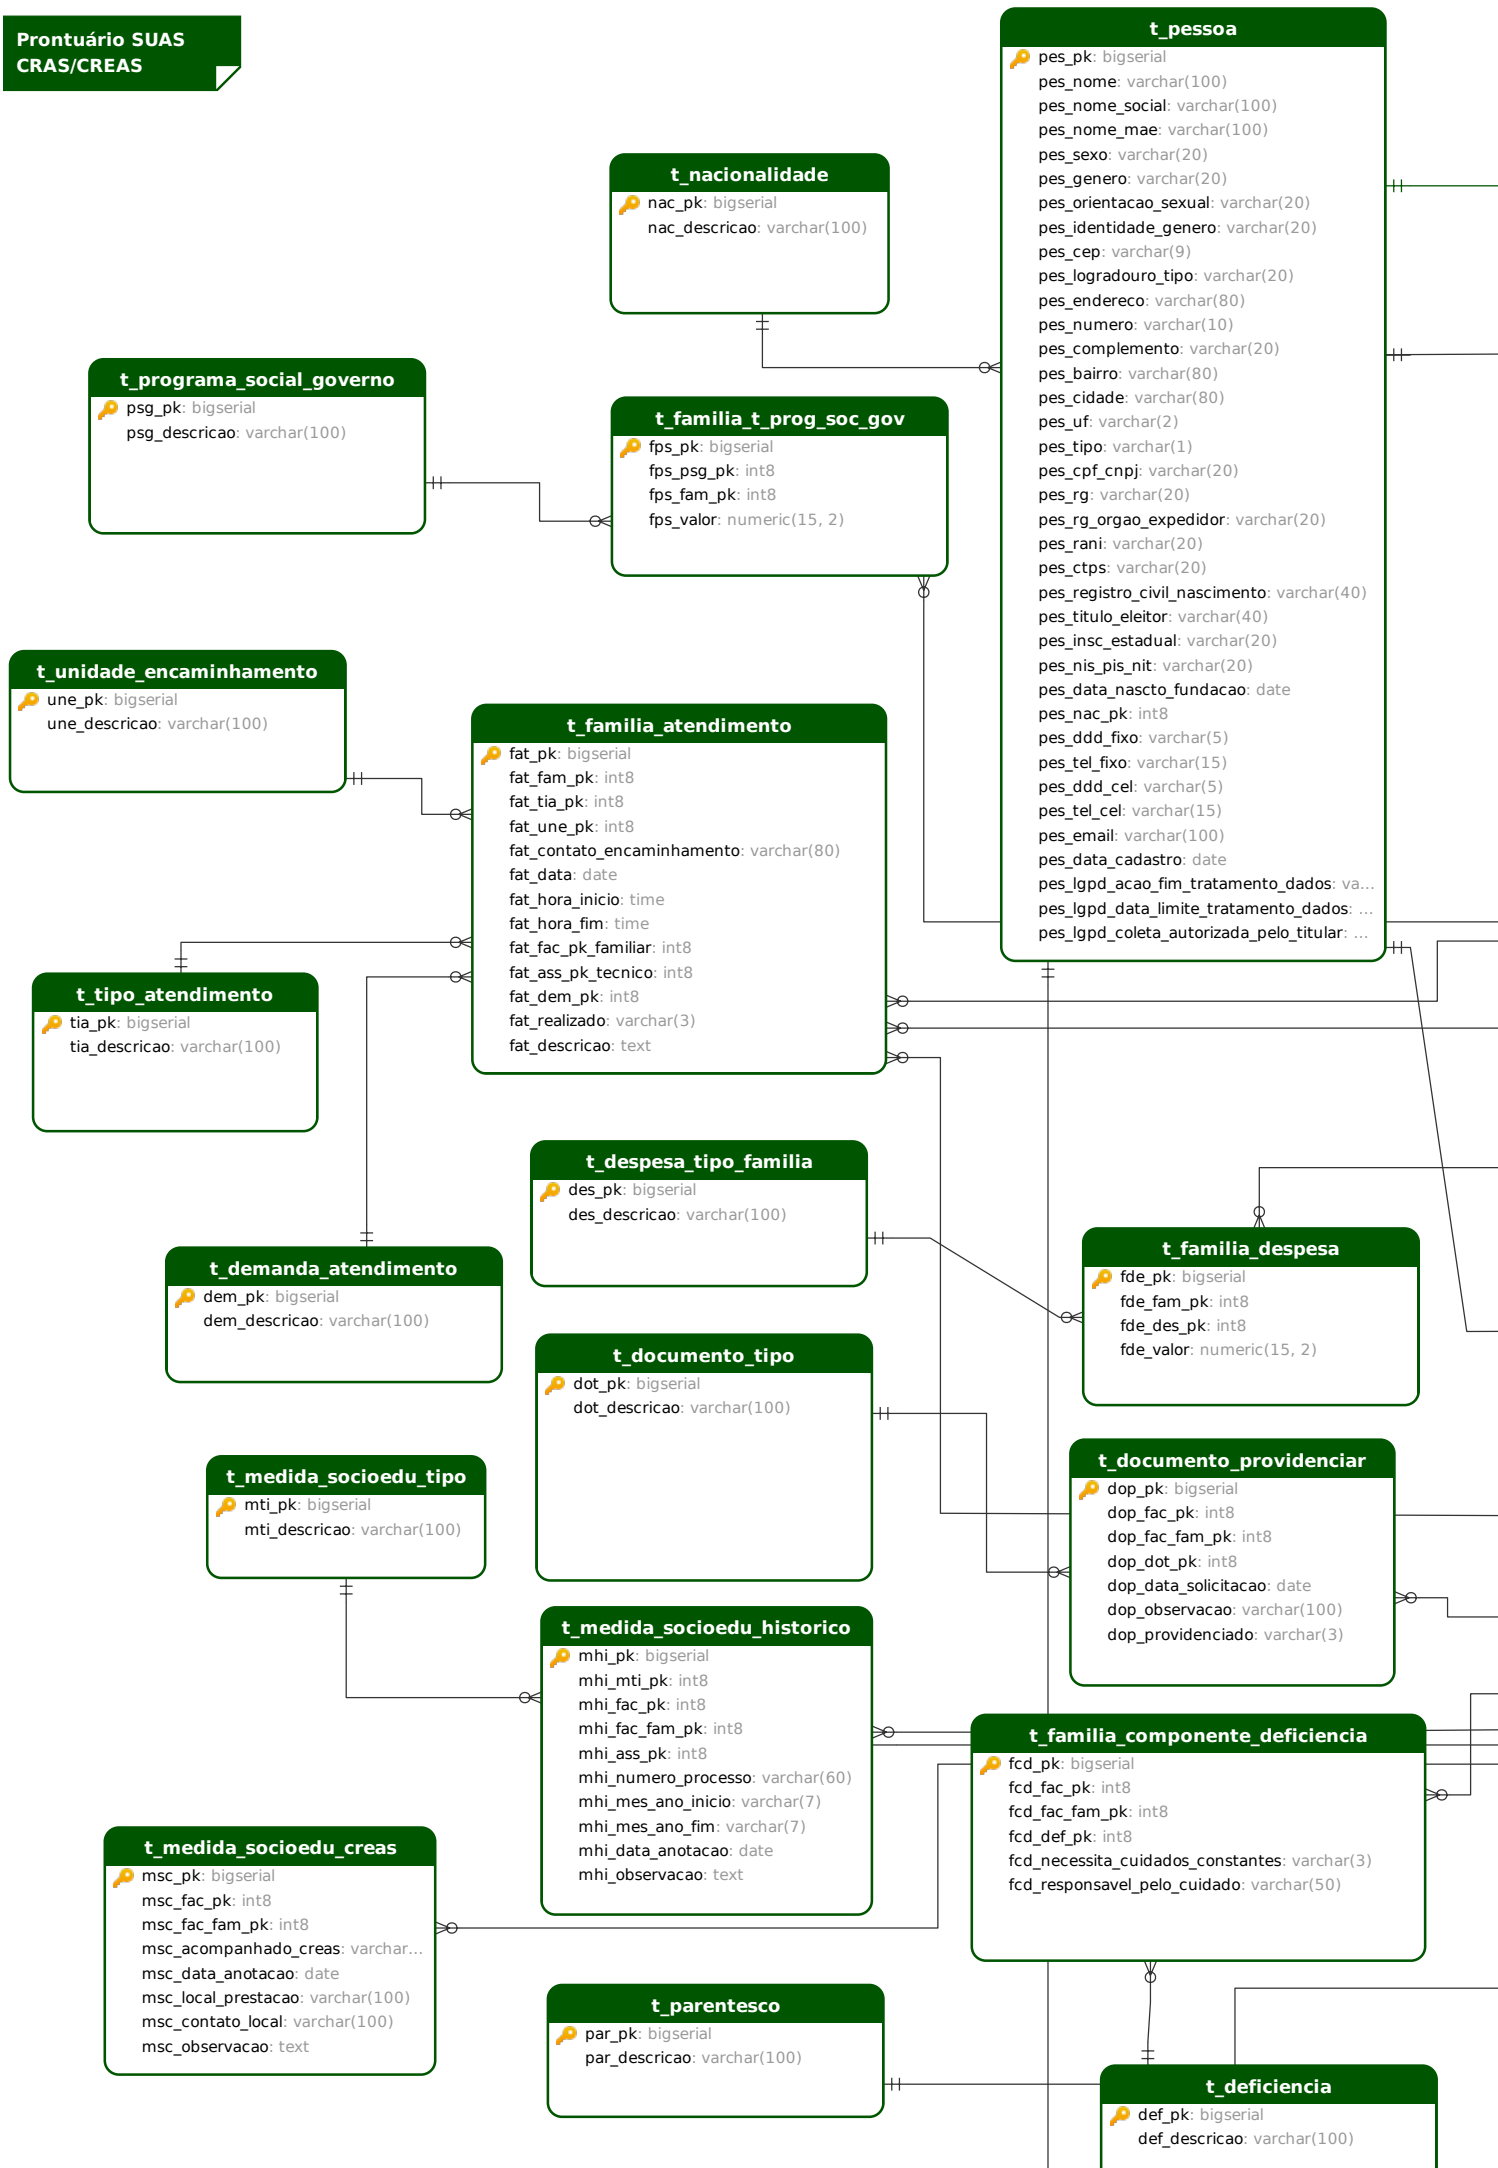 Prontuário SUAS
CRAS/CREAS
t_pessoa
pes_pk: bigserial
pes_nome: varchar(100)
pes_nome_social: varchar(100)
pes_nome_mae: varchar(100)
pes_sexo: varchar(20)
pes_genero: varchar(20)
pes_orientacao_sexual: varchar(20)
pes_identidade_genero: varchar(20)
pes_cep: varchar(9)
pes_logradouro_tipo: varchar(20)
pes_endereco: varchar(80)
pes_numero: varchar(10)
pes_complemento: varchar(20)
pes_bairro: varchar(80)
pes_cidade: varchar(80)
pes_uf: varchar(2)
pes_tipo: varchar(1)
pes_cpf_cnpj: varchar(20)
pes_rg: varchar(20)
pes_rg_orgao_expedidor: varchar(20)
pes_rani: varchar(20)
pes_ctps: varchar(20)
pes_registro_civil_nascimento: varchar(40)
pes_titulo_eleitor: varchar(40)
pes_insc_estadual: varchar(20)
pes_nis_pis_nit: varchar(20)
pes_data_nascto_fundacao: date
pes_nac_pk: int8
pes_ddd_fixo: varchar(5)
pes_tel_fixo: varchar(15)
pes_ddd_cel: varchar(5)
pes_tel_cel: varchar(15)
pes_email: varchar(100)
pes_data_cadastro: date
pes_lgpd_acao_fim_tratamento_dados: va...
pes_lgpd_data_limite_tratamento_dados: ...
pes_lgpd_coleta_autorizada_pelo_titular: ...
t_nacionalidade
nac_pk: bigserial
nac_descricao: varchar(100)
t_programa_social_governo
psg_pk: bigserial
psg_descricao: varchar(100)
t_familia_t_prog_soc_gov
fps_pk: bigserial
fps_psg_pk: int8
fps_fam_pk: int8
fps_valor: numeric(15, 2)
t_unidade_encaminhamento
une_pk: bigserial
une_descricao: varchar(100)
t_familia_atendimento
fat_pk: bigserial
fat_fam_pk: int8
fat_tia_pk: int8
fat_une_pk: int8
fat_contato_encaminhamento: varchar(80)
fat_data: date
fat_hora_inicio: time
fat_hora_fim: time
fat_fac_pk_familiar: int8
fat_ass_pk_tecnico: int8
fat_dem_pk: int8
fat_realizado: varchar(3)
fat_descricao: text
t_tipo_atendimento
tia_pk: bigserial
tia_descricao: varchar(100)
t_despesa_tipo_familia
des_pk: bigserial
des_descricao: varchar(100)
t_demanda_atendimento
dem_pk: bigserial
dem_descricao: varchar(100)
t_familia_despesa
fde_pk: bigserial
fde_fam_pk: int8
fde_des_pk: int8
fde_valor: numeric(15, 2)
t_documento_tipo
dot_pk: bigserial
dot_descricao: varchar(100)
t_documento_providenciar
dop_pk: bigserial
dop_fac_pk: int8
dop_fac_fam_pk: int8
dop_dot_pk: int8
dop_data_solicitacao: date
dop_observacao: varchar(100)
dop_providenciado: varchar(3)
t_medida_socioedu_tipo
mti_pk: bigserial
mti_descricao: varchar(100)
t_medida_socioedu_historico
mhi_pk: bigserial
mhi_mti_pk: int8
mhi_fac_pk: int8
mhi_fac_fam_pk: int8
mhi_ass_pk: int8
mhi_numero_processo: varchar(60)
mhi_mes_ano_inicio: varchar(7)
mhi_mes_ano_fim: varchar(7)
mhi_data_anotacao: date
mhi_observacao: text
t_familia_componente_deficiencia
fcd_pk: bigserial
fcd_fac_pk: int8
fcd_fac_fam_pk: int8
fcd_def_pk: int8
fcd_necessita_cuidados_constantes: varchar(3)
fcd_responsavel_pelo_cuidado: varchar(50)
t_medida_socioedu_creas
msc_pk: bigserial
msc_fac_pk: int8
msc_fac_fam_pk: int8
msc_acompanhado_creas: varchar...
msc_data_anotacao: date
msc_local_prestacao: varchar(100)
msc_contato_local: varchar(100)
msc_observacao: text
t_parentesco
par_pk: bigserial
par_descricao: varchar(100)
t_deficiencia
def_pk: bigserial
def_descricao: varchar(100)